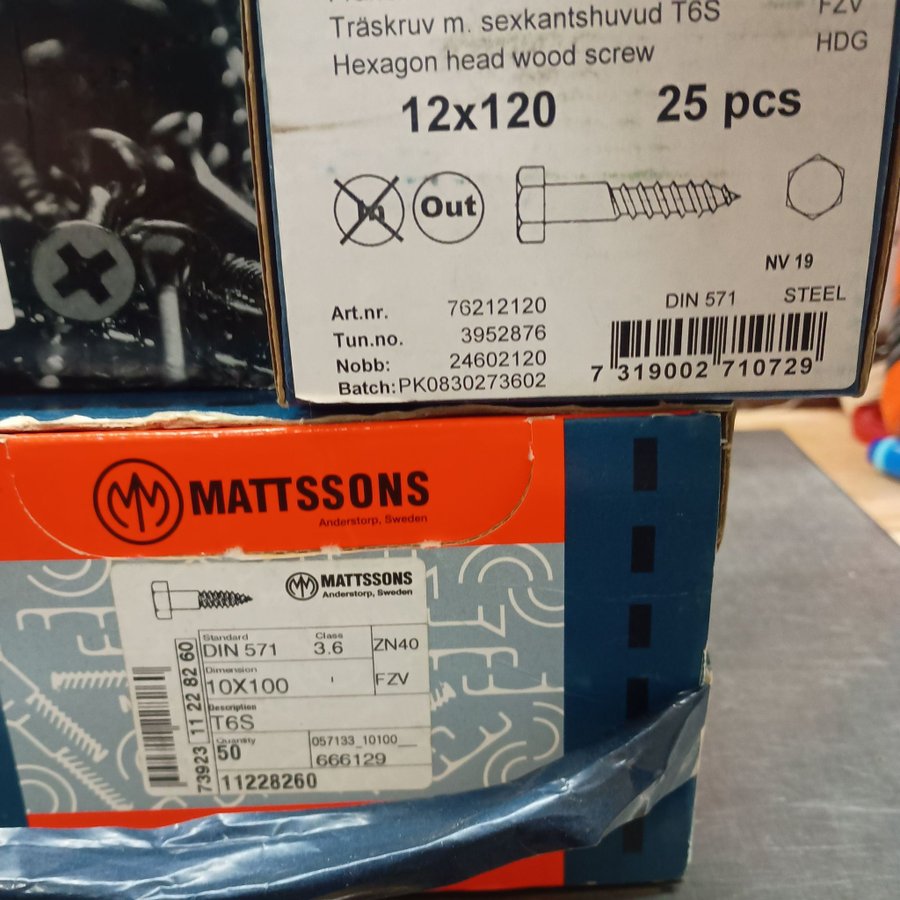 Träskruv m. sexkantshuvud T6S
FZV
Hexagon head wood screw
HDG
12x120
25 pcs
In
Out
NV 19
DIN 571
STEEL
Art.nr. 76212120
Tun.no. 3952876
Nobb: 24602120
Batch: PK0830273602
7 319002 710729
MATTSSONS
Anderstorp, Sweden
MATTSSONS
Anderstorp, Sweden
Standard
DIN 571
Class
3.6
ZN40
Dimension
10X100
FZV
Description
T6S
Quantity
50
057133_10100__
666129
11228260
73923 11 22 82 60